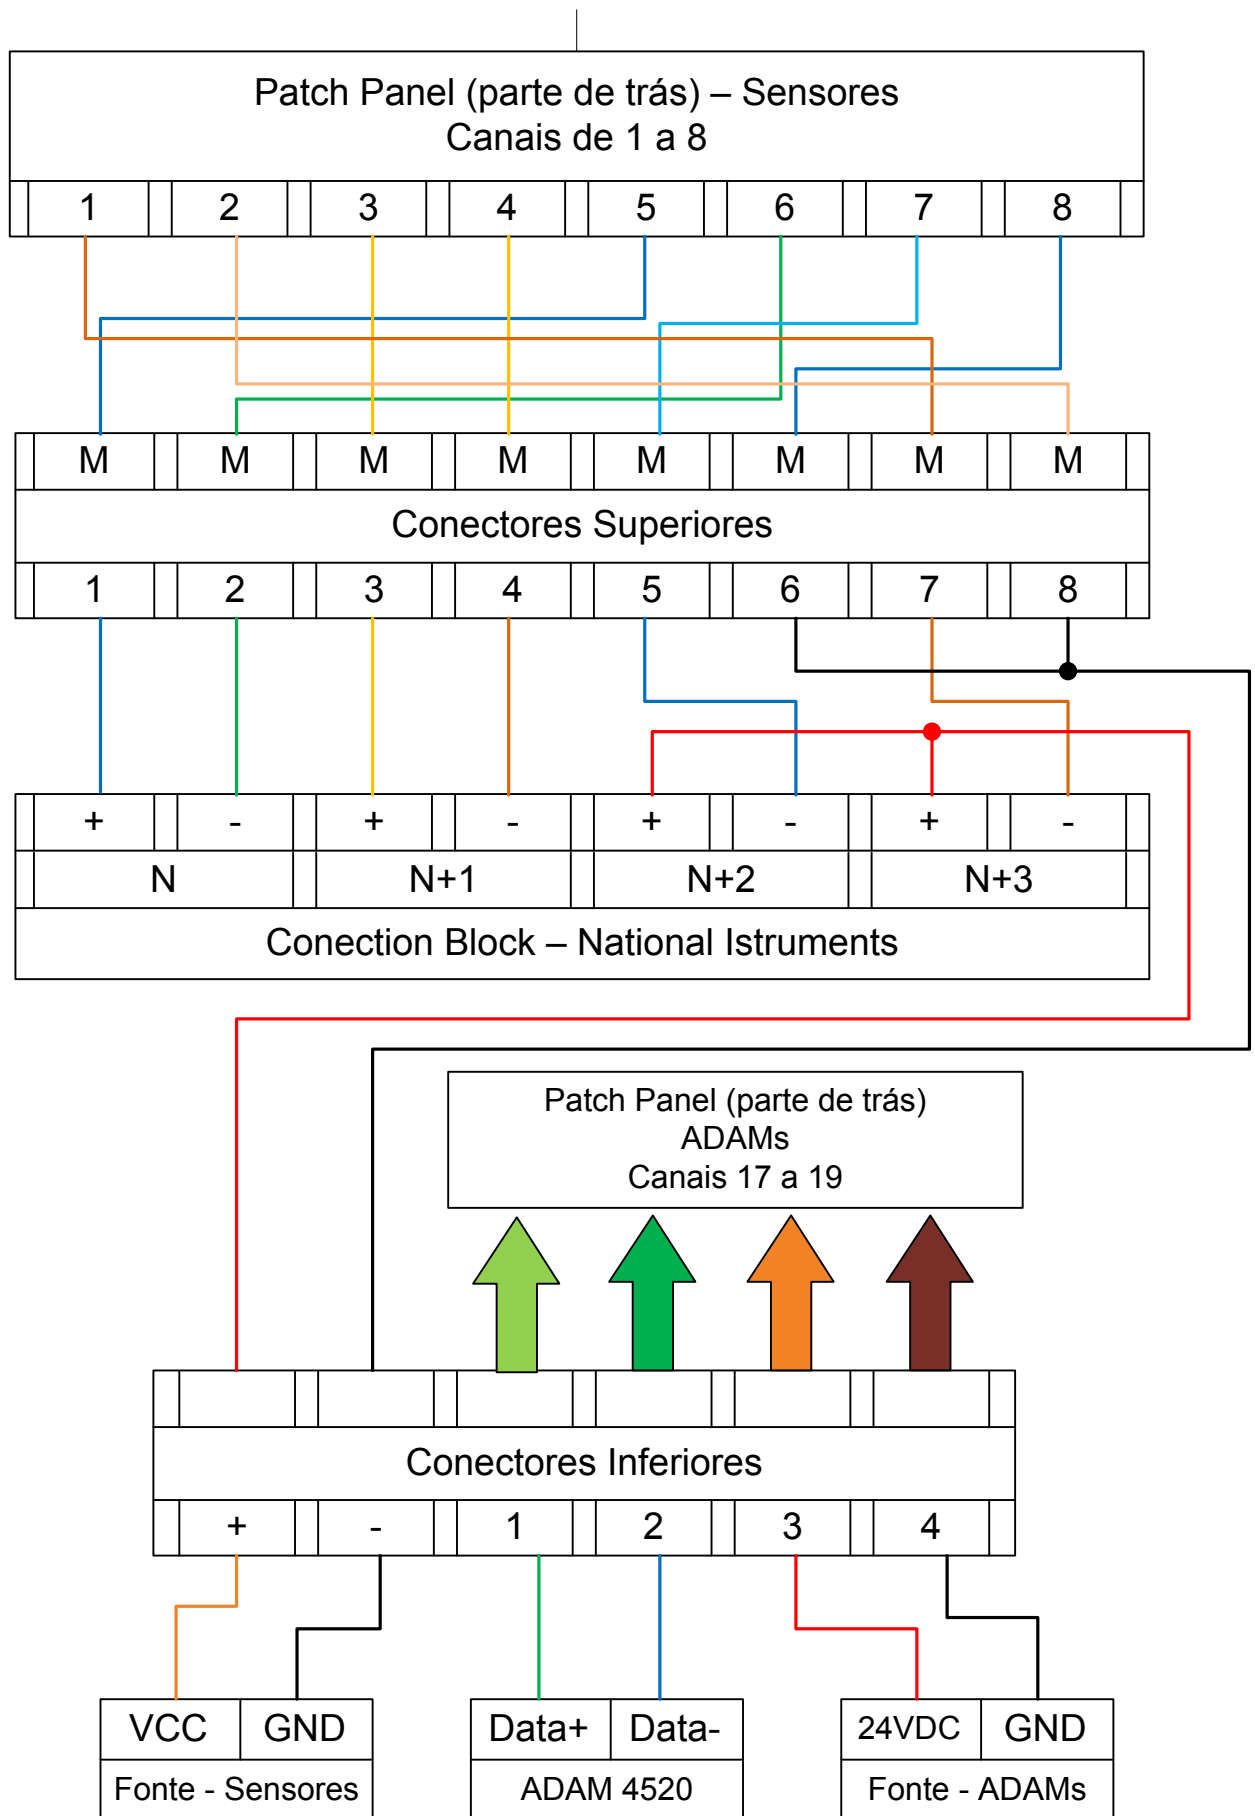 Patch Panel (parte de trás) – Sensores
Canais de 1 a 8
1 2 3 4 5 6 7 8
M M M M M M M M
Conectores Superiores
1 2 3 4 5 6 7 8
+ - + - + - + -
N N+1 N+2 N+3
Conection Block – National Istruments
Patch Panel (parte de trás)
ADAMs
Canais 17 a 19
Conectores Inferiores
+ - 1 2 3 4
VCC GND Data+ Data- 24VDC GND
Fonte - Sensores ADAM 4520 Fonte - ADAMs